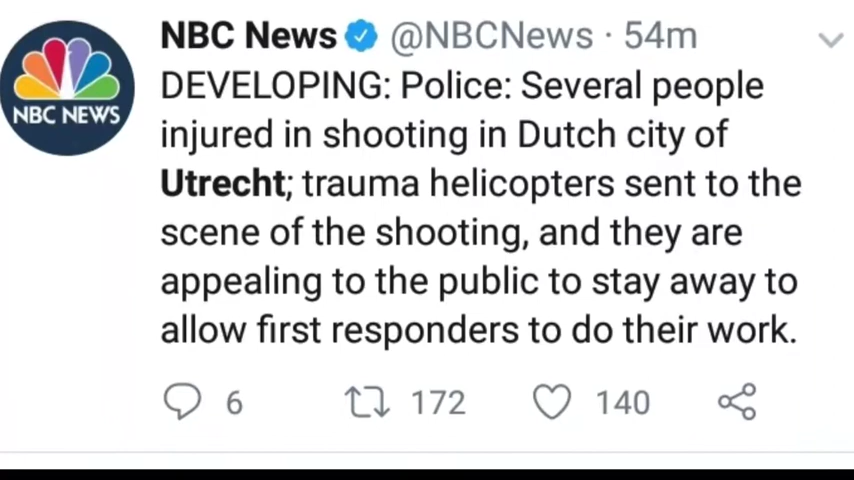 NBC News @NBCNews · 54m
DEVELOPING: Police: Several people
injured in shooting in Dutch city of
Utrecht; trauma helicopters sent to the
scene of the shooting, and they are
appealing to the public to stay away to
allow first responders to do their work.
NBC NEWS
6 172 140